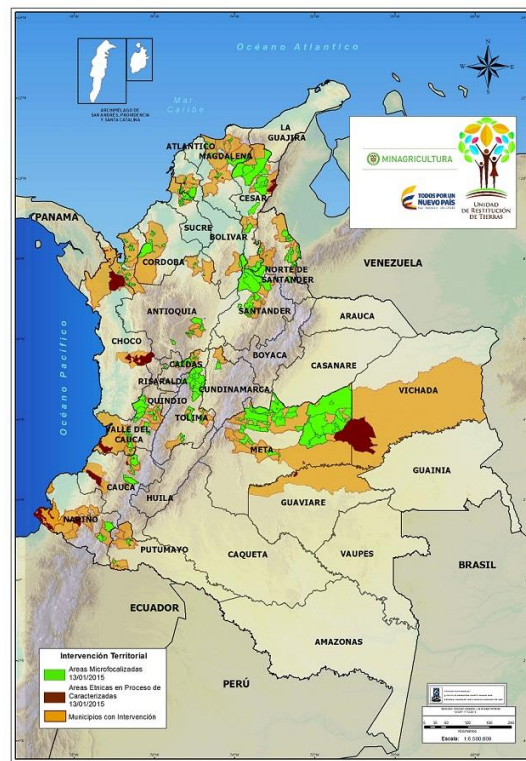 Océano Atlantico
ARCHIPIÉLAGO DE
SAN ANDRÉS, PROVIDENCIA
Y SANTA CATALINA
Mar
Caribe
LA
GUAJIRA
ATLANTICO
MAGDALENA
MINAGRICULTURA
TODOS POR UN
NUEVO PAÍS
UNIDAD
DE RESTITUCIÓN
DE TIERRAS
CESAR
PANAMA
SUCRE
BOLIVAR
CORDOBA
VENEZUELA
NORTE DE
SANTANDER
ANTIOQUIA
SANTANDER
ARAUCA
CHOCO
BOYACA
CASANARE
CALDAS
RISARALDA
CUNDINAMARCA
VICHADA
QUINDIO
TOLIMA
Océano Pacífico
VALLE DEL
CAUCA
META
GUAINIA
CAUCA
HUILA
GUAVIARE
NARIÑO
PUTUMAYO
CAQUETA
VAUPES
BRASIL
ECUADOR
AMAZONAS
PERÚ
Intervención Territorial
Areas Microfocalizadas
13/01/2015
Areas Etnicas en Proceso de
Caracterizadas
13/01/2015
Municipios con Intervención
Escala: 1:6.500.000